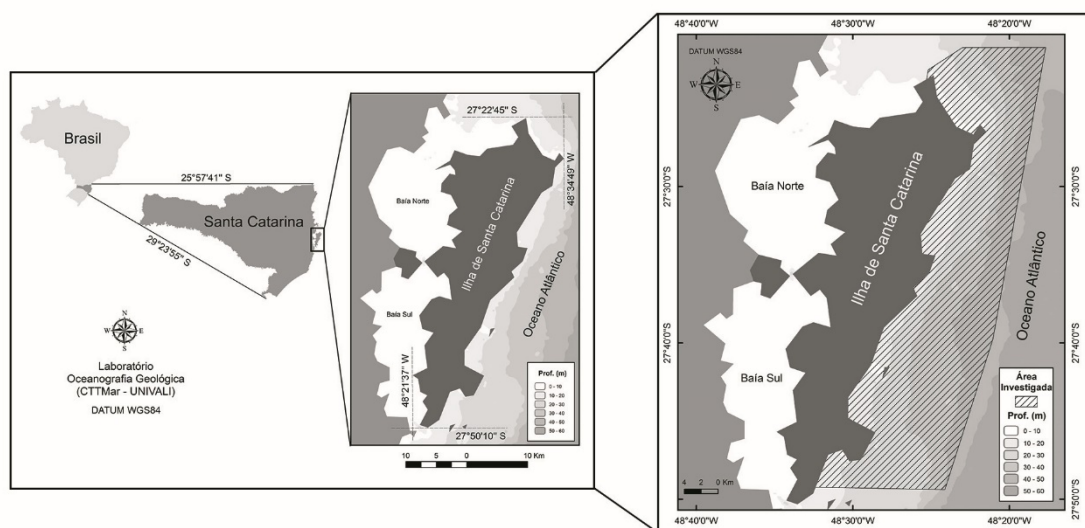 Brasil
25°57'41" S
Santa Catarina
29°23'55" S
N
W
E
S
Laboratório
Oceanografia Geológica
(CTTMar - UNIVALI)
DATUM WGS84
27°22'45" S
48°34'49" W
Baía Norte
Ilha de Santa Catarina
Baía Sul
Oceano Atlântico
48°21'37" W
27°50'10" S
Prof. (m)
0 - 10
10 - 20
20 - 30
30 - 40
40 - 50
50 - 60
10 5 0 10 Km
48°40'0"W 48°30'0"W 48°20'0"W
DATUM WGS84
N
W
E
S
27°30'0"S
27°30'0"S
Baía Norte
Ilha de Santa Catarina
Oceano Atlântico
27°40'0"S
27°40'0"S
Baía Sul
Área
Investigada
Prof. (m)
0 - 10
10 - 20
20 - 30
30 - 40
40 - 50
50 - 60
4 2 0 Km
27°50'0"S
27°50'0"S
48°40'0"W 48°30'0"W 48°20'0"W